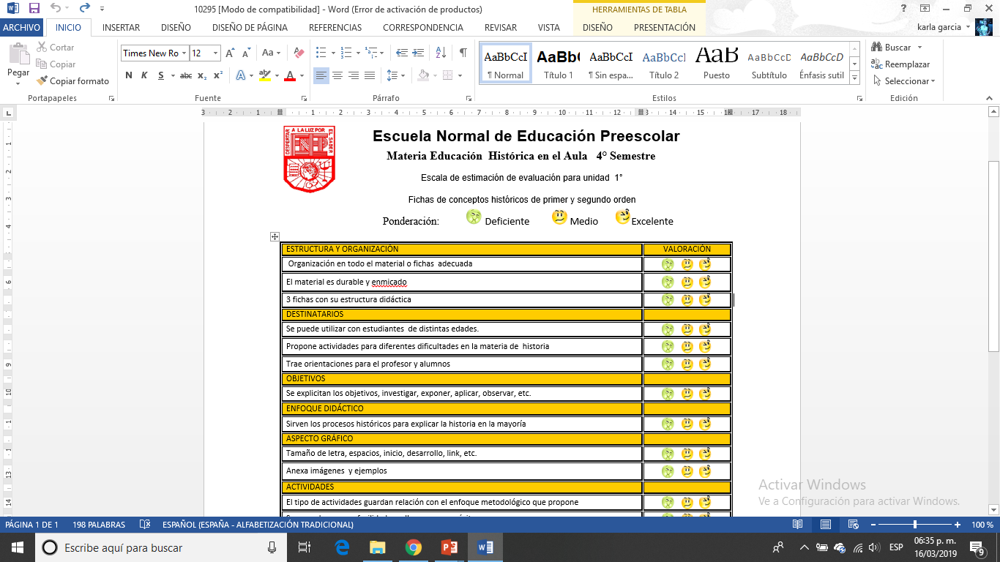 10295 [Modo de compatibilidad] - Word (Error de activación de productos)
HERRAMIENTAS DE TABLA
ARCHIVO INICIO INSERTAR DISEÑO DISEÑO DE PÁGINA REFERENCIAS CORRESPONDENCIA REVISAR VISTA DISEÑO PRESENTACIÓN
karla garcia
Pegar
Cortar
Copiar
Copiar formato
Portapapeles
Times New Ro 12
Aa
N K S abc x₂ x² A A
Fuente
Párrafo
AaBbCcI AaBb( AaBbCcI AaBbCcI AaB AaBbCcD AaBbCcD
¶ Normal Título 1 ¶ Sin espa... Título 2 Puesto Subtítulo Énfasis sutil
Estilos
Buscar
Reemplazar
Seleccionar
Edición
3 2 1 1 2 3 4 5 6 7 8 9 10 11 12 13 14 15 16 17 18
DESPERTAR A LA LUZ POR EL SABER
ENEP
Escuela Normal de Educación Preescolar
Materia Educación Histórica en el Aula 4° Semestre
Escala de estimación de evaluación para unidad 1°
Fichas de conceptos históricos de primer y segundo orden
Ponderación: Deficiente Medio Excelente
ESTRUCTURA Y ORGANIZACIÓN VALORACIÓN
Organización en todo el material o fichas adecuada
El material es durable y enmicado
3 fichas con su estructura didáctica
DESTINATARIOS
Se puede utilizar con estudiantes de distintas edades.
Propone actividades para diferentes dificultades en la materia de historia
Trae orientaciones para el profesor y alumnos
OBJETIVOS
Se explicitan los objetivos, investigar, exponer, aplicar, observar, etc.
ENFOQUE DIDÁCTICO
Sirven los procesos históricos para explicar la historia en la mayoría
ASPECTO GRÁFICO
Tamaño de letra, espacios, inicio, desarrollo, link, etc.
Anexa imágenes y ejemplos
ACTIVIDADES
El tipo de actividades guardan relación con el enfoque metodológico que propone
Activar Windows
Ve a Configuración para activar Windows.
PÁGINA 1 DE 1 198 PALABRAS ESPAÑOL (ESPAÑA - ALFABETIZACIÓN TRADICIONAL) 100 %
Escribe aquí para buscar
ESP
06:35 p. m.
16/03/2019
9